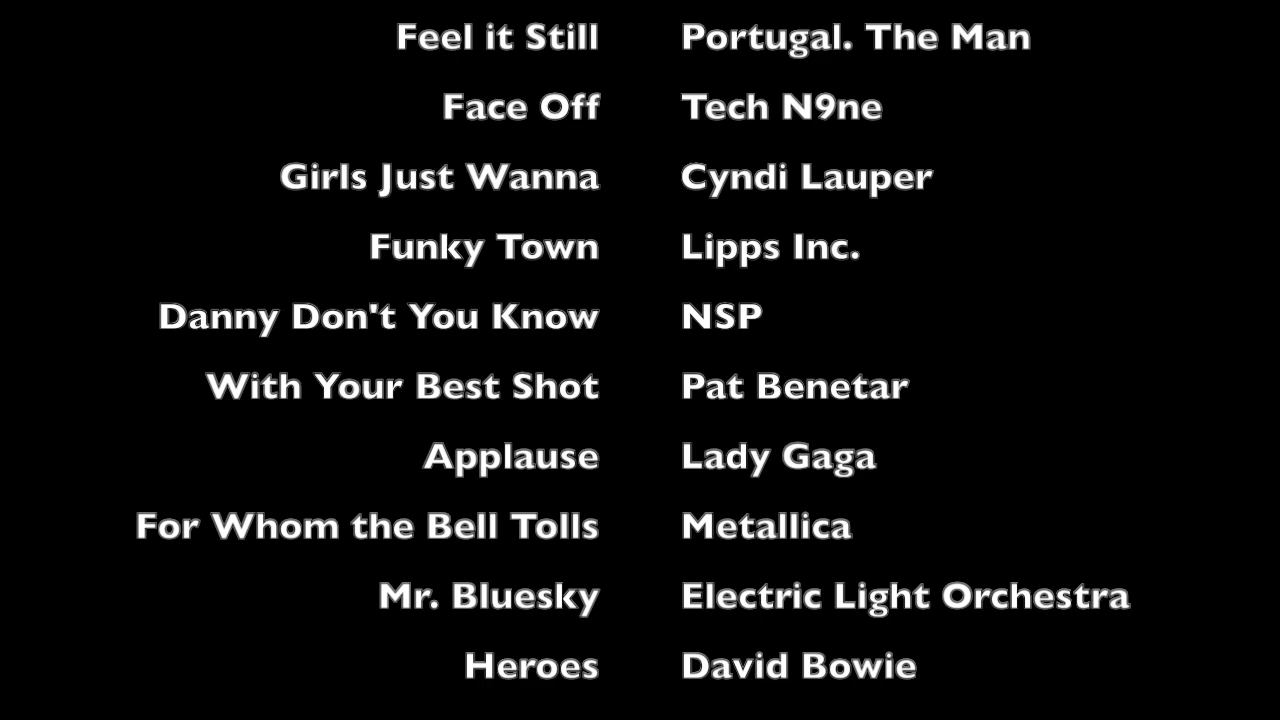 Feel it Still Portugal. The Man
Face Off Tech N9ne
Girls Just Wanna Cyndi Lauper
Funky Town Lipps Inc.
Danny Don't You Know NSP
With Your Best Shot Pat Benetar
Applause Lady Gaga
For Whom the Bell Tolls Metallica
Mr. Bluesky Electric Light Orchestra
Heroes David Bowie